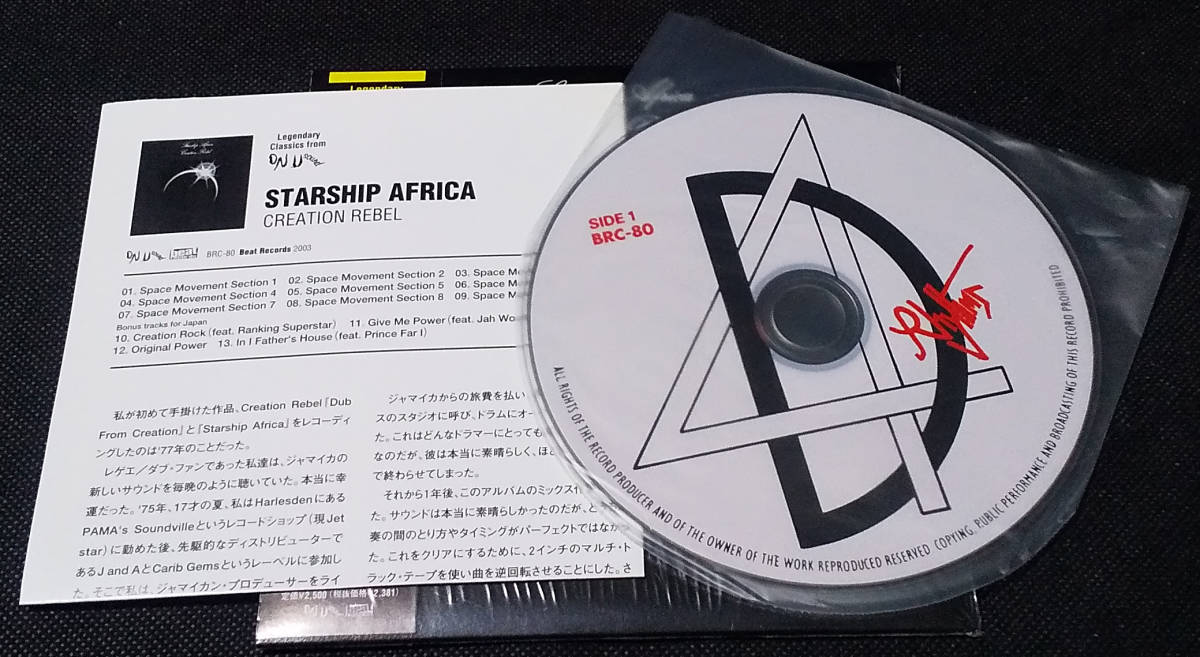 Legendary
Legendary
Classics from
ON U SOUND
STARSHIP AFRICA
CREATION REBEL
BRC-80 Beat Records 2003
01. Space Movement Section 1 02. Space Movement Section 2 03. Space
04. Space Movement Section 4 05. Space Movement Section 5 06. Space
07. Space Movement Section 7 08. Space Movement Section 8 09. Space
Bonus tracks for Japan
10. Creation Rock (feat. Ranking Superstar) 11. Give Me Power (feat. Jah
12. Original Power 13. In I Father's House (feat. Prince Far I)
私が初めて手掛けた作品、Creation Rebel『Dub
From Creation』と『Starship Africa』をレコーディ
ングしたのは'77年のことだった。
レゲエ/ダブ・ファンであった私達は、ジャマイカの
新しいサウンドを毎晩のように聴いていた。本当に幸
運だった。'75年、17才の夏、私はHarlesdenにある
PAMA's Soundvilleというレコードショップ(現Jet
star)に勤めた後、先駆的なディストリビューターで
あるJ and AとCarib Gemsというレーベルに参加し
た。そこで私は、ジャマイカン・プロデューサーをライ
ジャマイカからの旅費を払い
スのスタジオに呼び、ドラムにオー
た。これはどんなドラマーにとっても
なのだが、彼は本当に素晴らしく、ほ
で終わらせてしまった。
それから1年後、このアルバムのミックス
た。サウンドは本当に素晴らしかったのだが、
奏の間のとり方やタイミングがパーフェクトではなか
た。これをクリアにするために、2インチのマルチ・ト
ラック・テープを使い曲を逆回転させることにした。さ
定価¥2,500(税抜価格¥2,381)
SIDE 1
BRC-80
ALL RIGHTS OF THE RECORD PRODUCER AND OF THE OWNER OF THE WORK REPRODUCED RESERVED COPYING, PUBLIC PERFORMANCE AND BROADCASTING OF THIS RECORD PROHIBITED